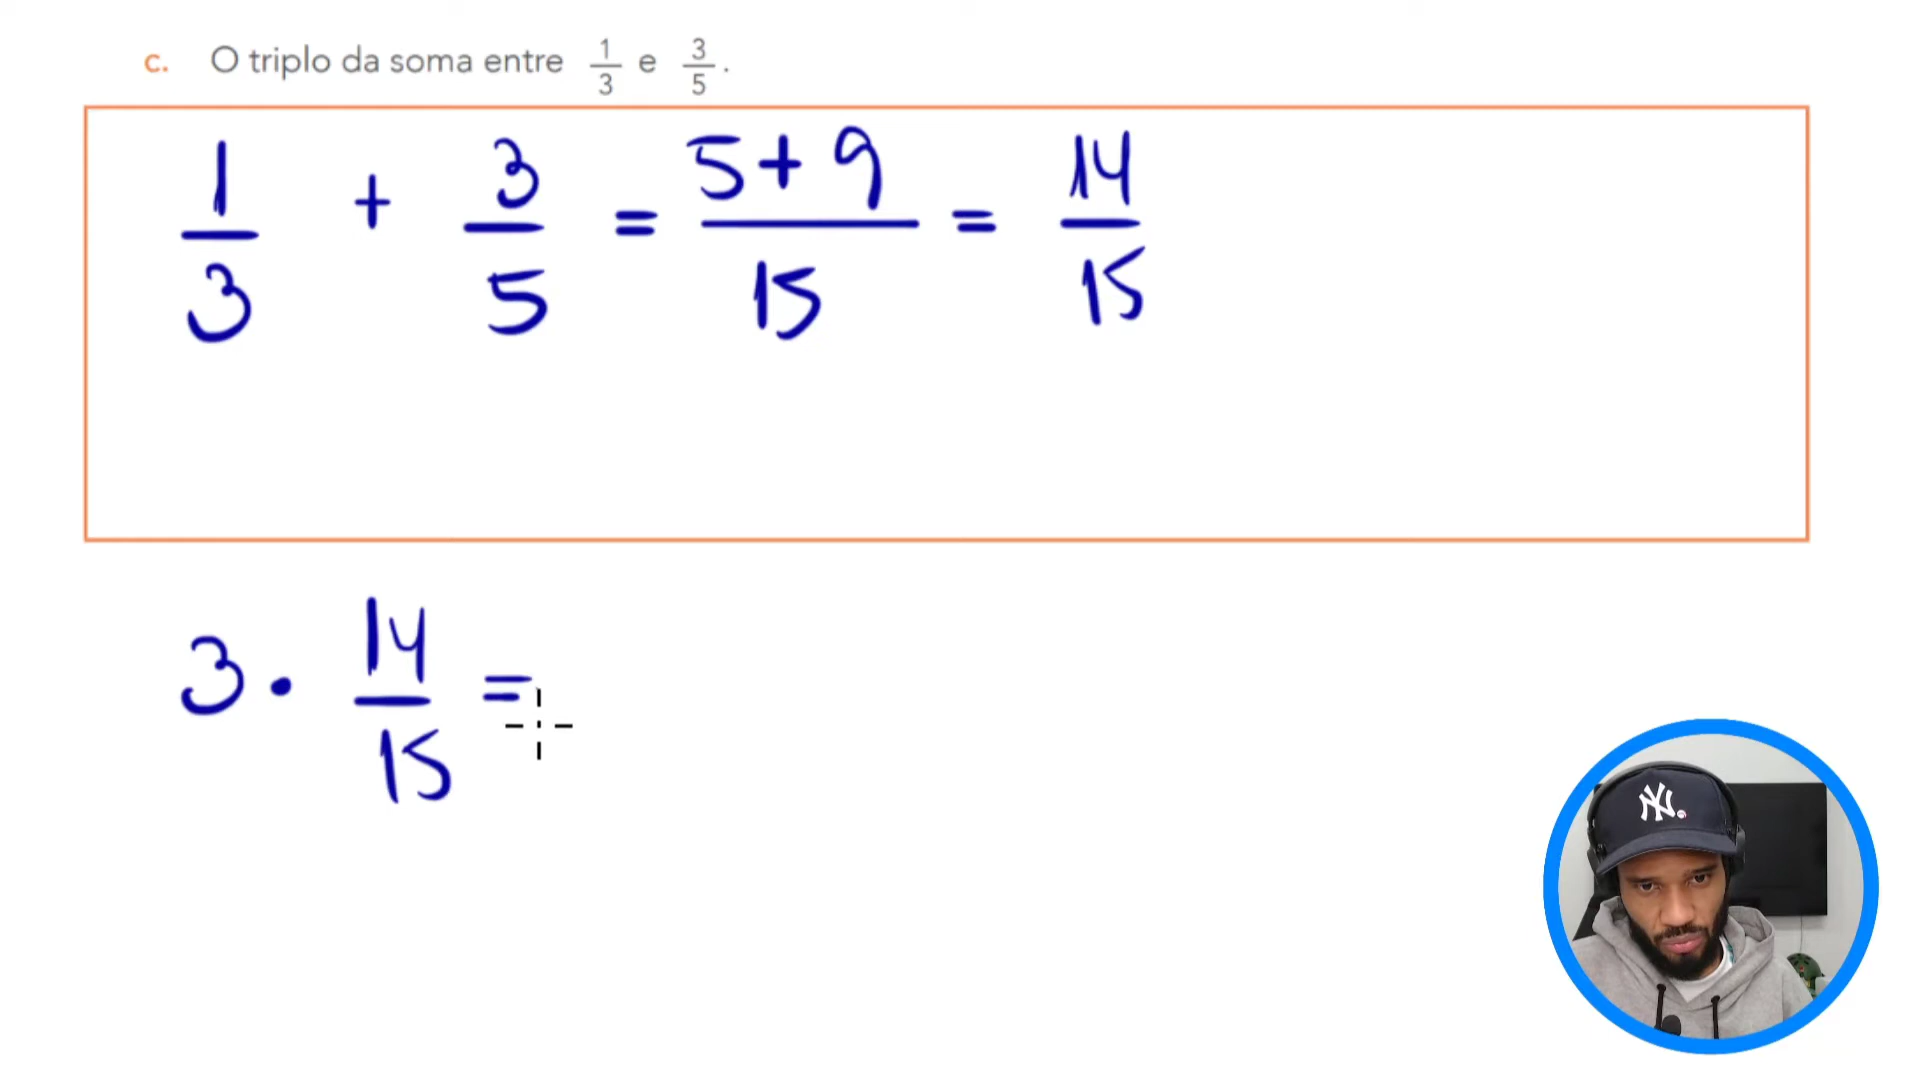 c. O triplo da soma entre 1/3 e 3/5.
1/3 + 3/5 = 5+9/15 = 14/15
3 · 14/15 =
NY